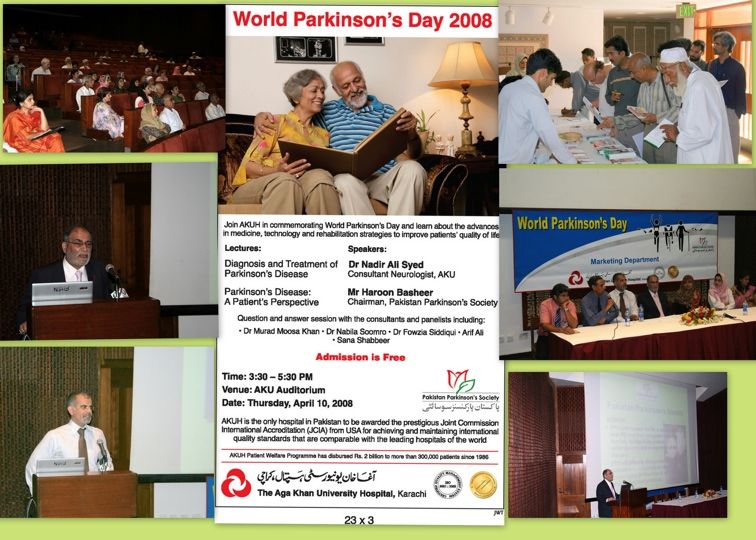 World Parkinson's Day 2008
Join AKUH in commemorating World Parkinson's Day and learn about the advances
in medicine, technology and rehabilitation strategies to improve patients' quality of life
Lectures:
Speakers:
Diagnosis and Treatment of
Parkinson's Disease
Dr Nadir Ali Syed
Consultant Neurologist, AKU
Parkinson's Disease:
A Patient's Perspective
Mr Haroon Basheer
Chairman, Pakistan Parkinson's Society
Question and answer session with the consultants and panelists including:
• Dr Murad Moosa Khan • Dr Nabila Soomro • Dr Fowzia Siddiqui • Arif Ali
• Sana Shabbeer
Admission is Free
Time: 3:30 – 5:30 PM
Venue: AKU Auditorium
Date: Thursday, April 10, 2008
Pakistan Parkinson's Society
پاکستان پارکنسنز سوسائٹی
AKUH is the only hospital in Pakistan to be awarded the prestigious Joint Commission
International Accreditation (JCIA) from USA for achieving and maintaining international
quality standards that are comparable with the leading hospitals of the world
AKUH Patient Welfare Programme has disbursed Rs. 2 billion to more than 300,000 patients since 1986
آغا خان یونیورسٹی ہسپتال، کراچی
The Aga Khan University Hospital, Karachi
JWT
23 x 3
EXIT
World Parkinson's Day
Marketing Department